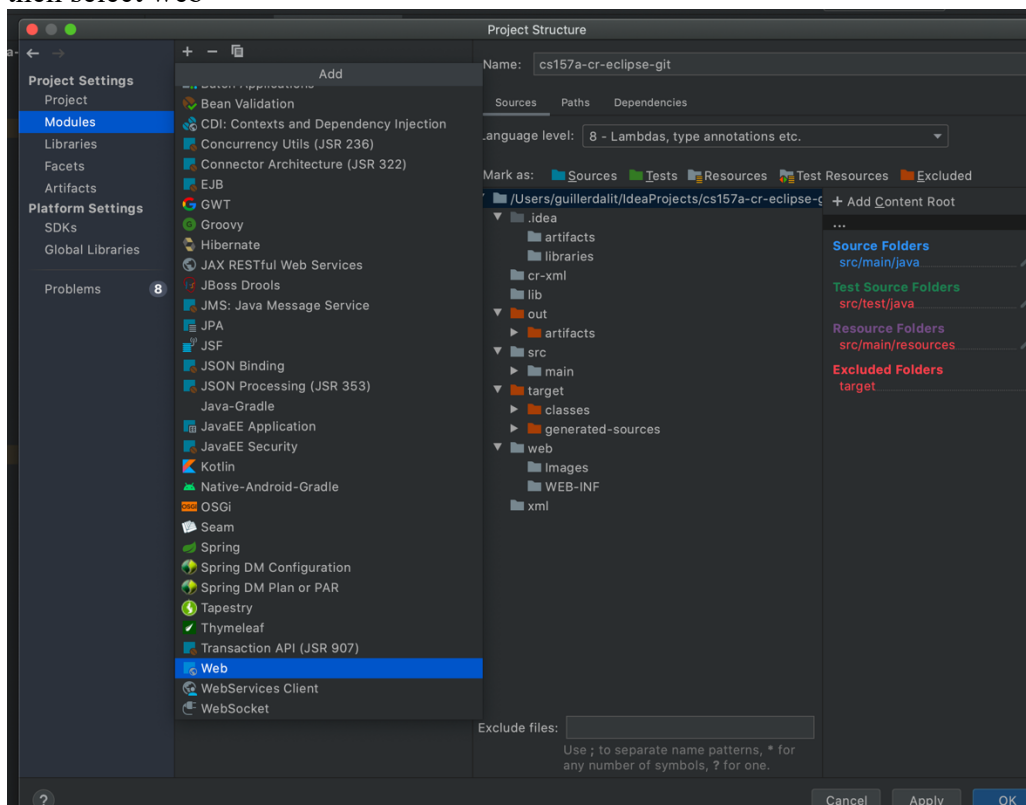 then select web
Project Structure
Project Settings
Project
Modules
Libraries
Facets
Artifacts
Platform Settings
SDKs
Global Libraries
Problems 8
Add
Bean Validation
CDI: Contexts and Dependency Injection
Concurrency Utils (JSR 236)
Connector Architecture (JSR 322)
EJB
GWT
Groovy
Hibernate
JAX RESTful Web Services
JBoss Drools
JMS: Java Message Service
JPA
JSF
JSON Binding
JSON Processing (JSR 353)
Java-Gradle
JavaEE Application
JavaEE Security
Kotlin
Native-Android-Gradle
OSGi
Seam
Spring
Spring DM Configuration
Spring DM Plan or PAR
Tapestry
Thymeleaf
Transaction API (JSR 907)
Web
WebServices Client
WebSocket
Name: cs157a-cr-eclipse-git
Sources Paths Dependencies
Language level: 8 - Lambdas, type annotations etc.
Mark as: Sources Tests Resources Test Resources Excluded
/Users/guillerdalit/IdeaProjects/cs157a-cr-eclipse-g
.idea
artifacts
libraries
cr-xml
lib
out
artifacts
src
main
target
classes
generated-sources
web
Images
WEB-INF
xml
+ Add Content Root
...
Source Folders
src/main/java
Test Source Folders
src/test/java
Resource Folders
src/main/resources
Excluded Folders
target
Exclude files:
Use ; to separate name patterns, * for
any number of symbols, ? for one.
?
Cancel Apply OK